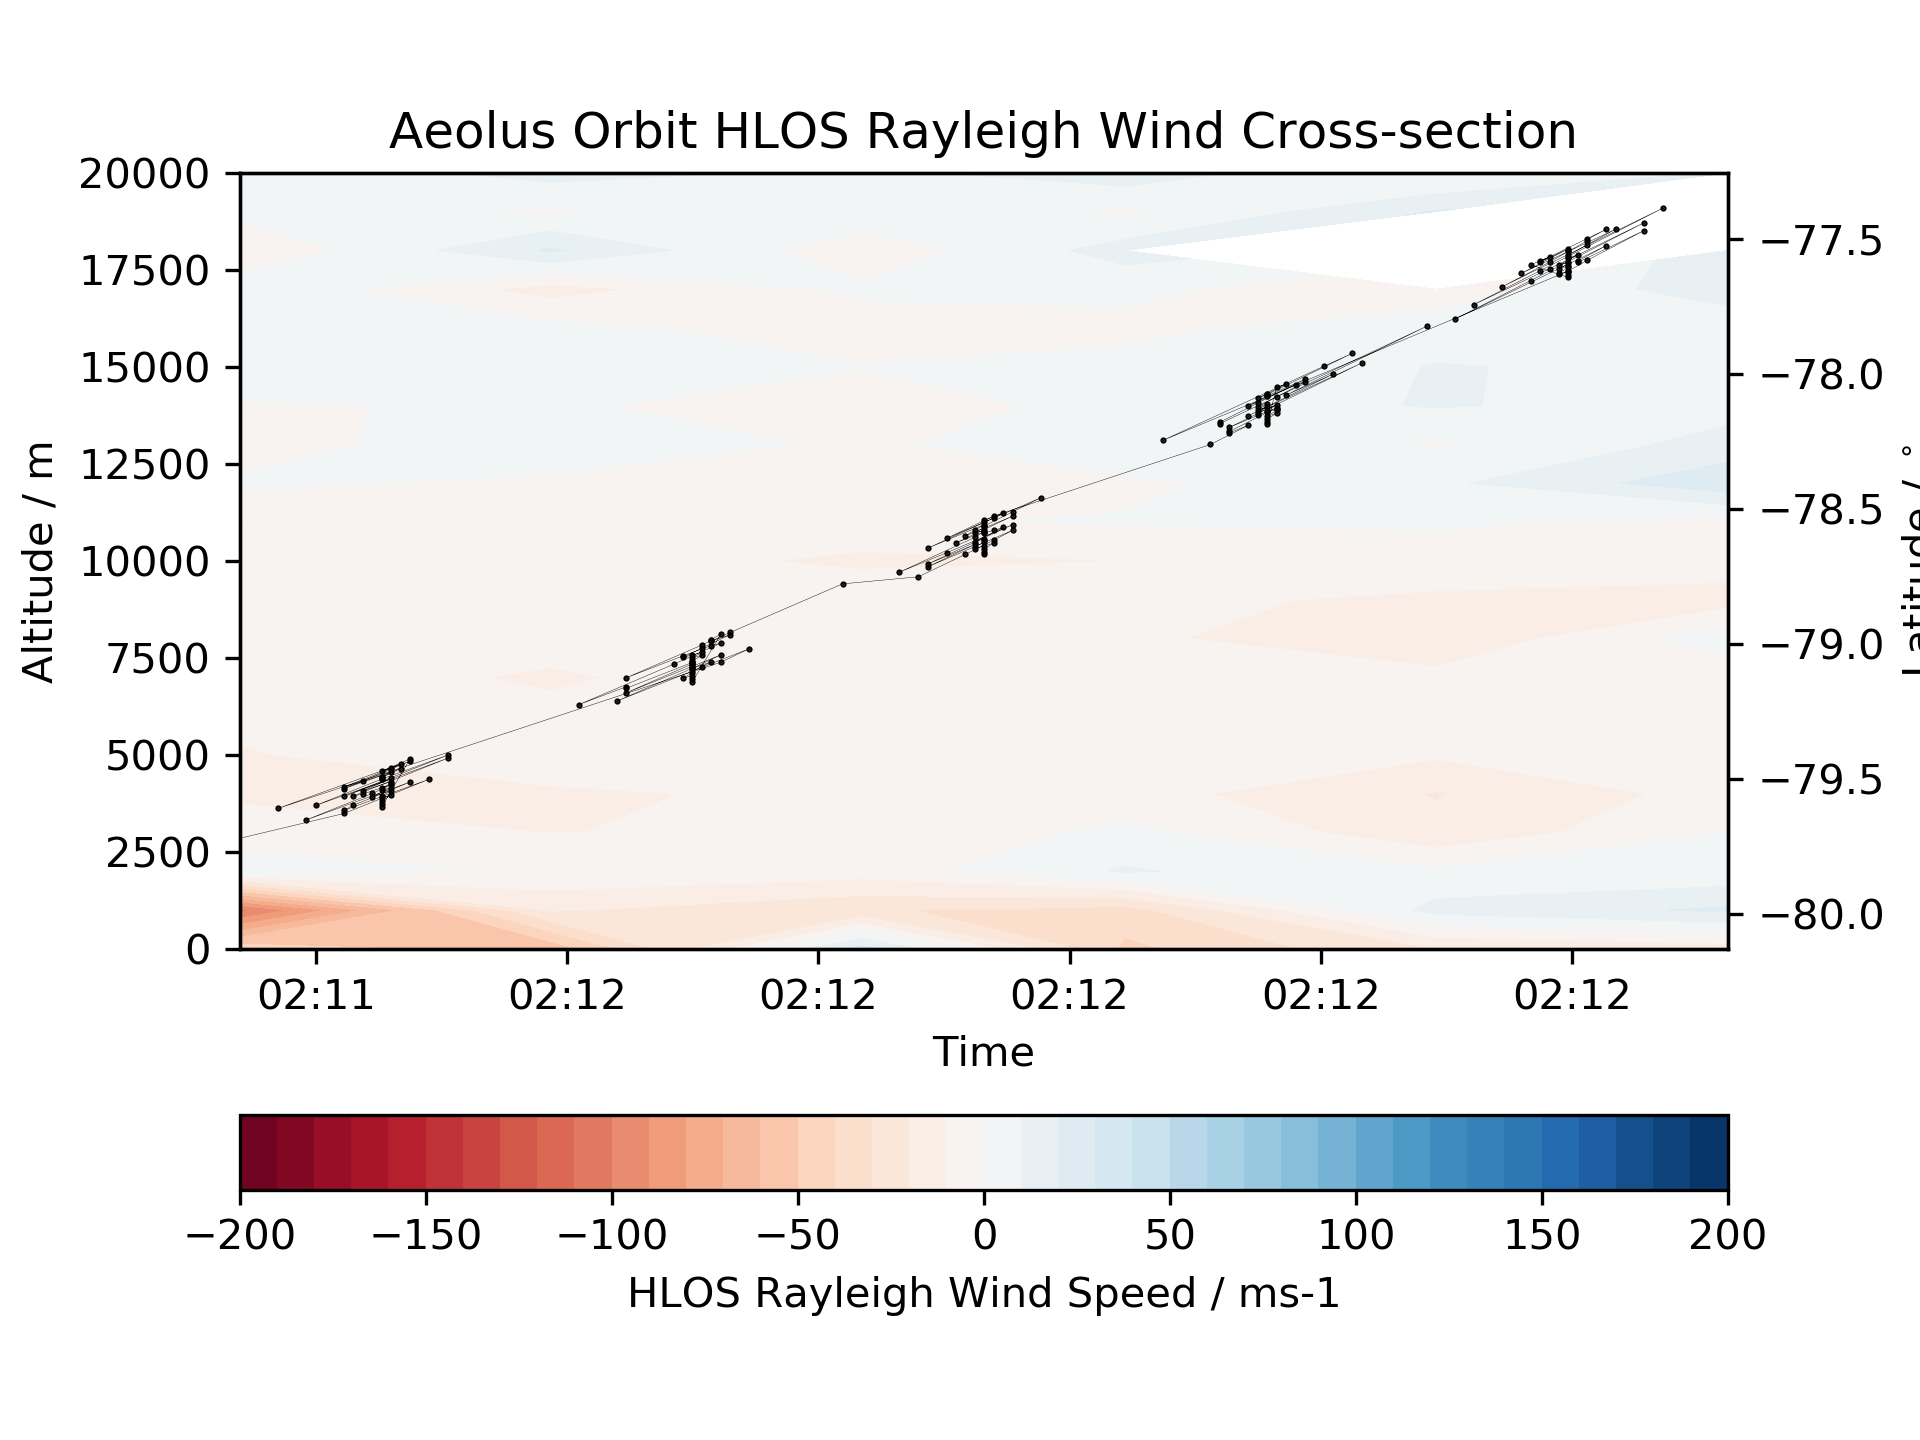 Aeolus Orbit HLOS Rayleigh Wind Cross-section
20000
17500
15000
12500
10000
7500
5000
2500
0
Altitude / m
−77.5
−78.0
−78.5
−79.0
−79.5
−80.0
Latitude / °
02:11 02:12 02:12 02:12 02:12 02:12
Time
−200 −150 −100 −50 0 50 100 150 200
HLOS Rayleigh Wind Speed / ms-1